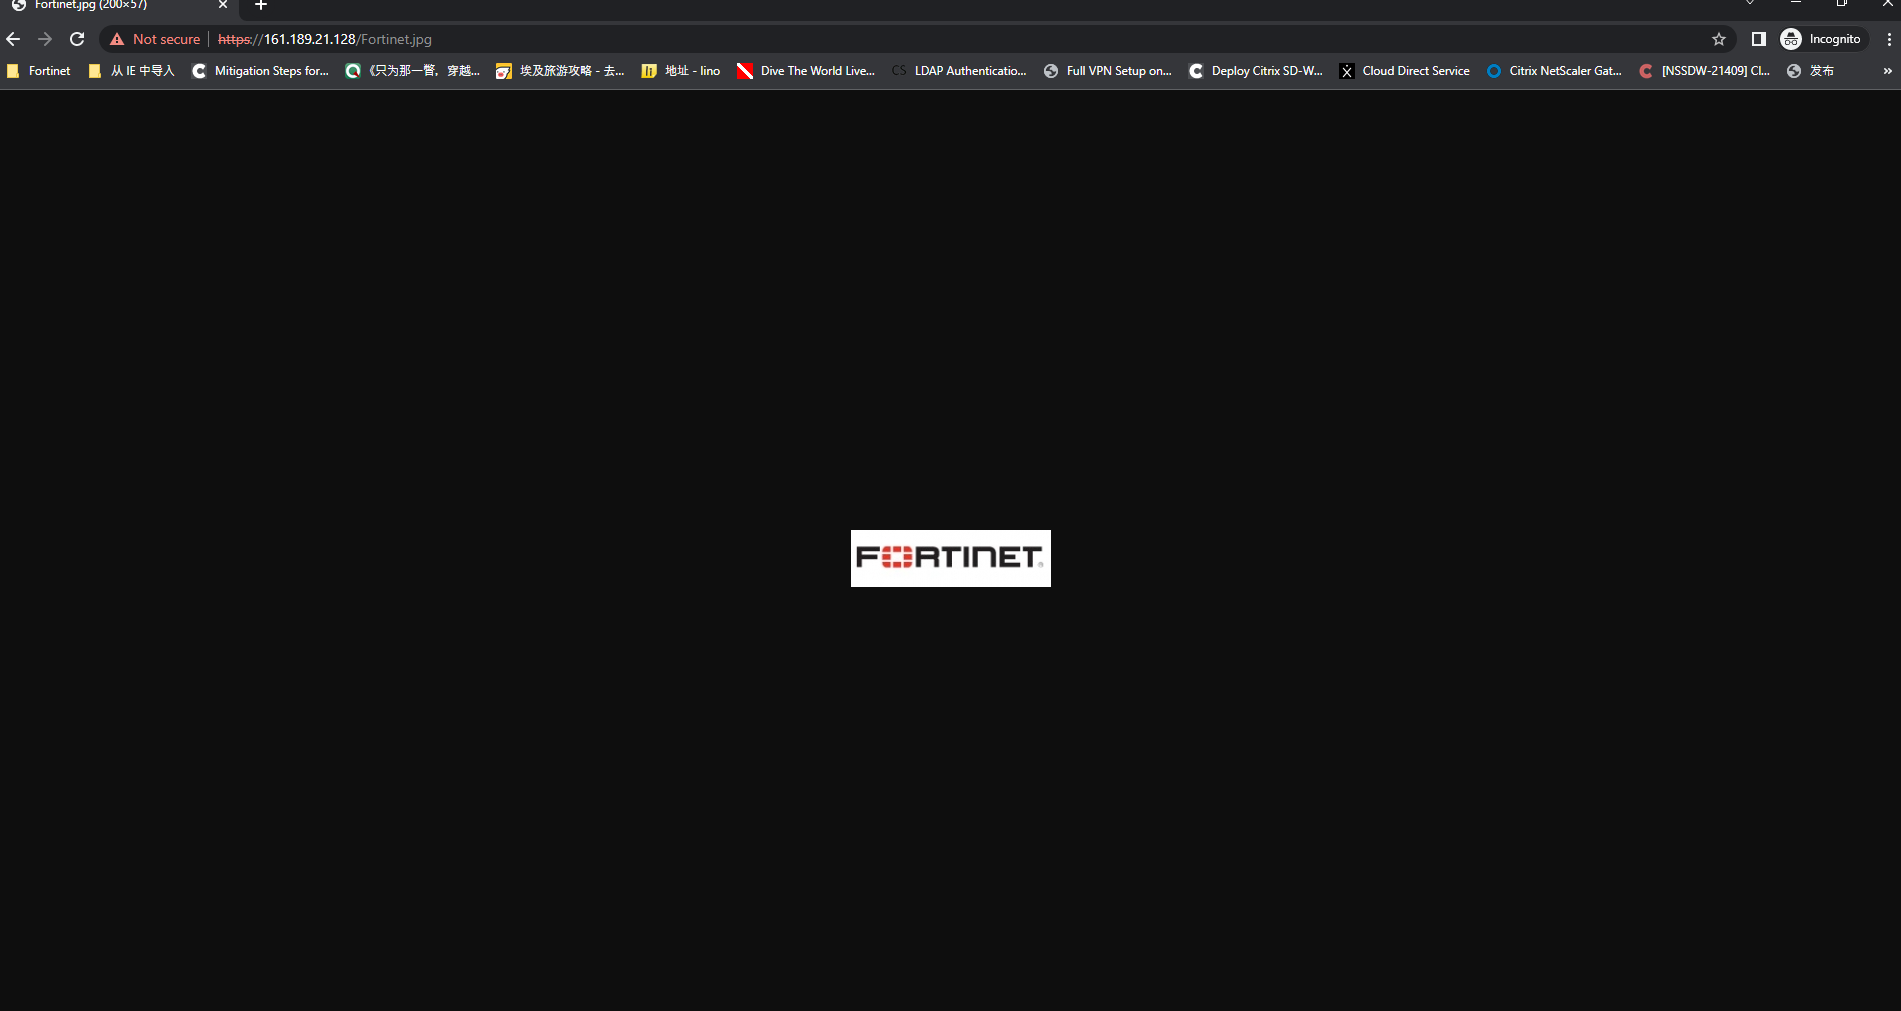 Fortinet.jpg (200×57)
Not secure https://161.189.21.128/Fortinet.jpg Incognito
Fortinet 从 IE 中导入 Mitigation Steps for... 《只为那一瞥，穿越... 埃及旅游攻略 - 去... 地址 - lino Dive The World Live... CS LDAP Authenticatio... Full VPN Setup on... Deploy Citrix SD-W... Cloud Direct Service Citrix NetScaler Gat... [NSSDW-21409] Cl... 发布 »
FORTINET®